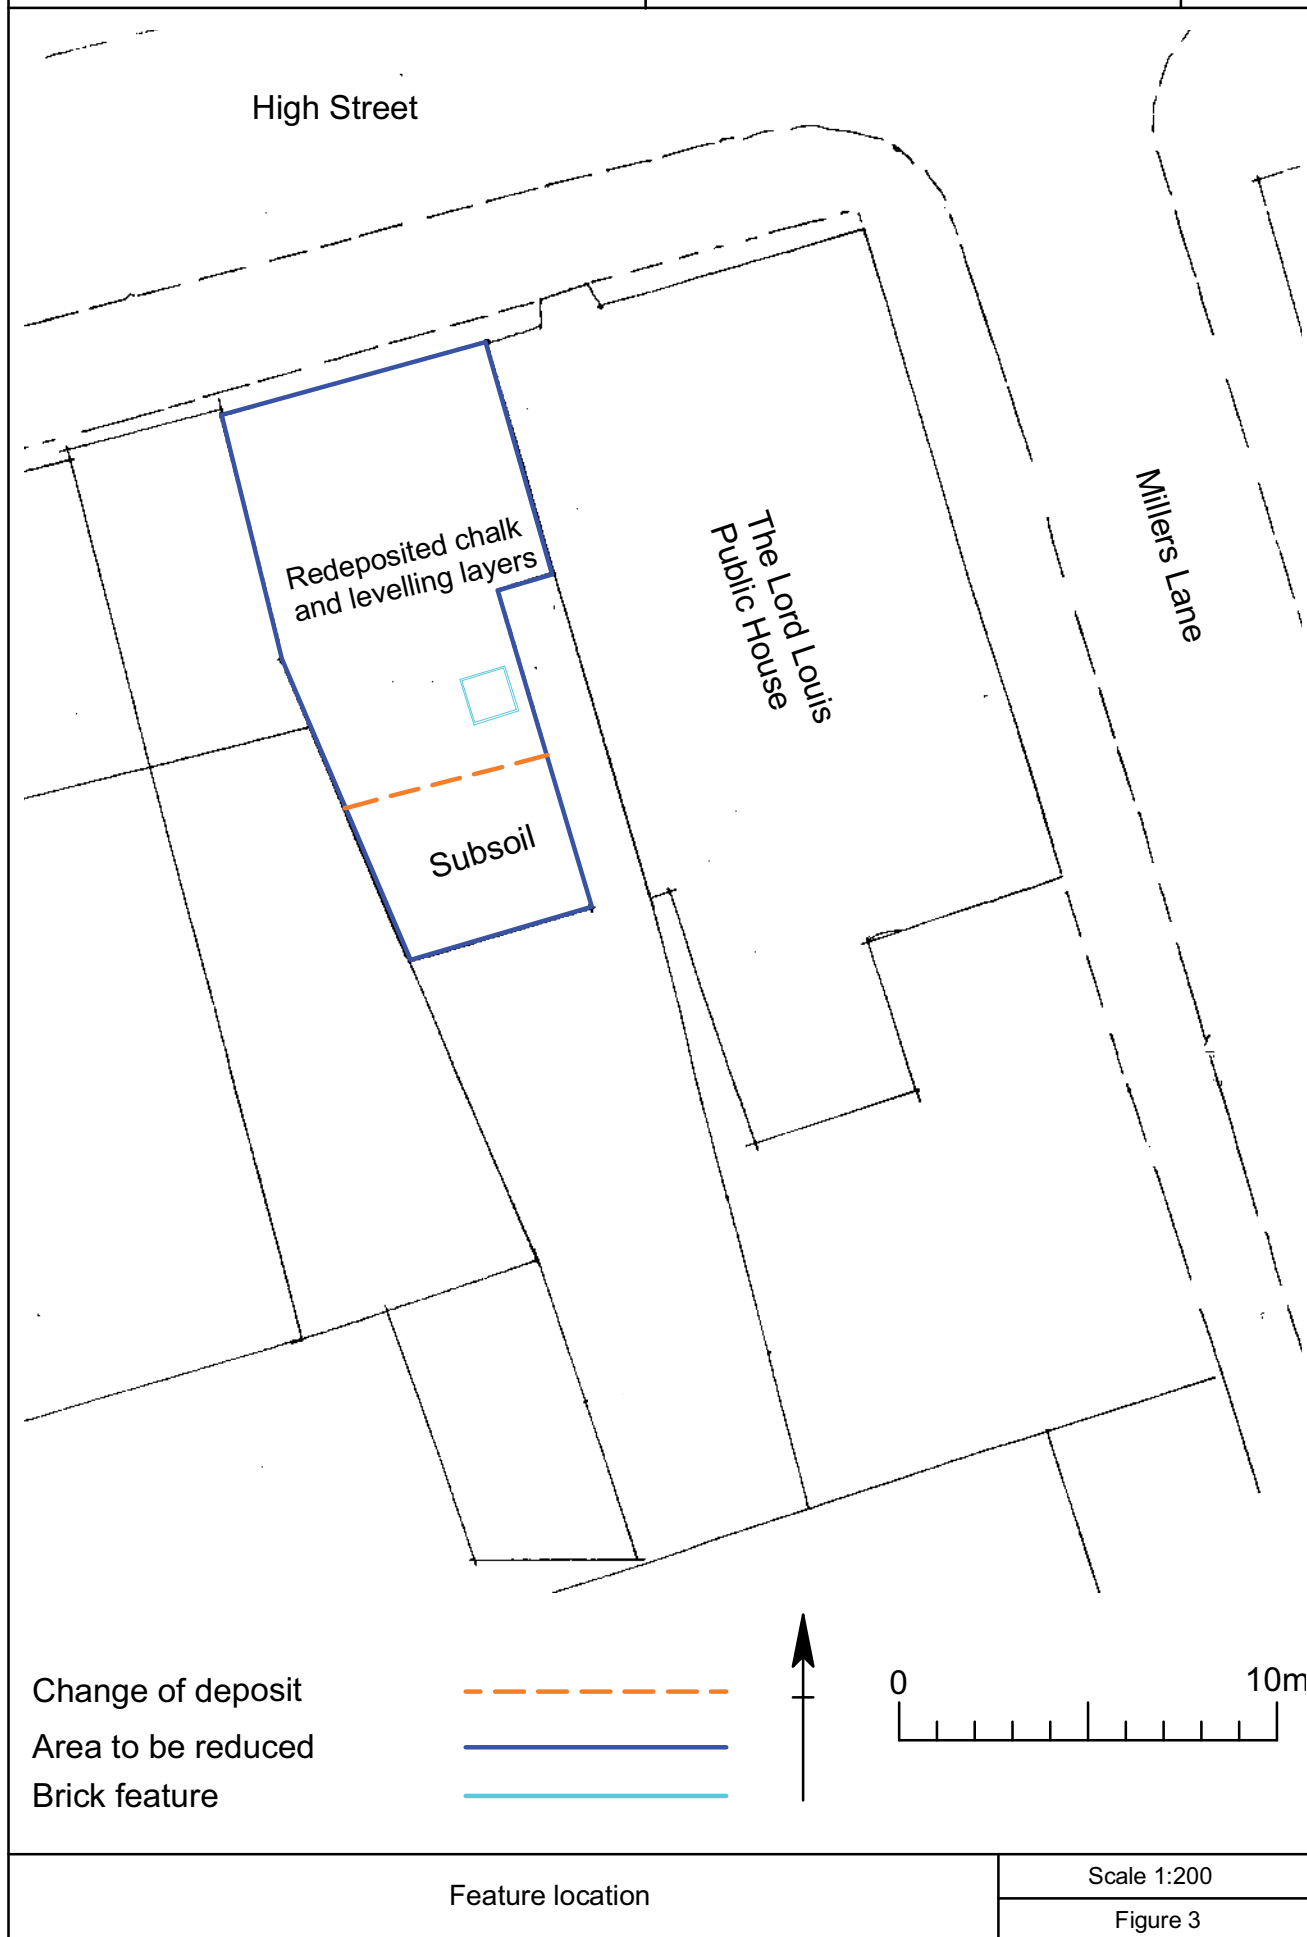 High Street
Redeposited chalk
and levelling layers
The Lord Louis
Public House
Millers Lane
Subsoil
Change of deposit
Area to be reduced
Brick feature
0 10m
Feature location
Scale 1:200
Figure 3